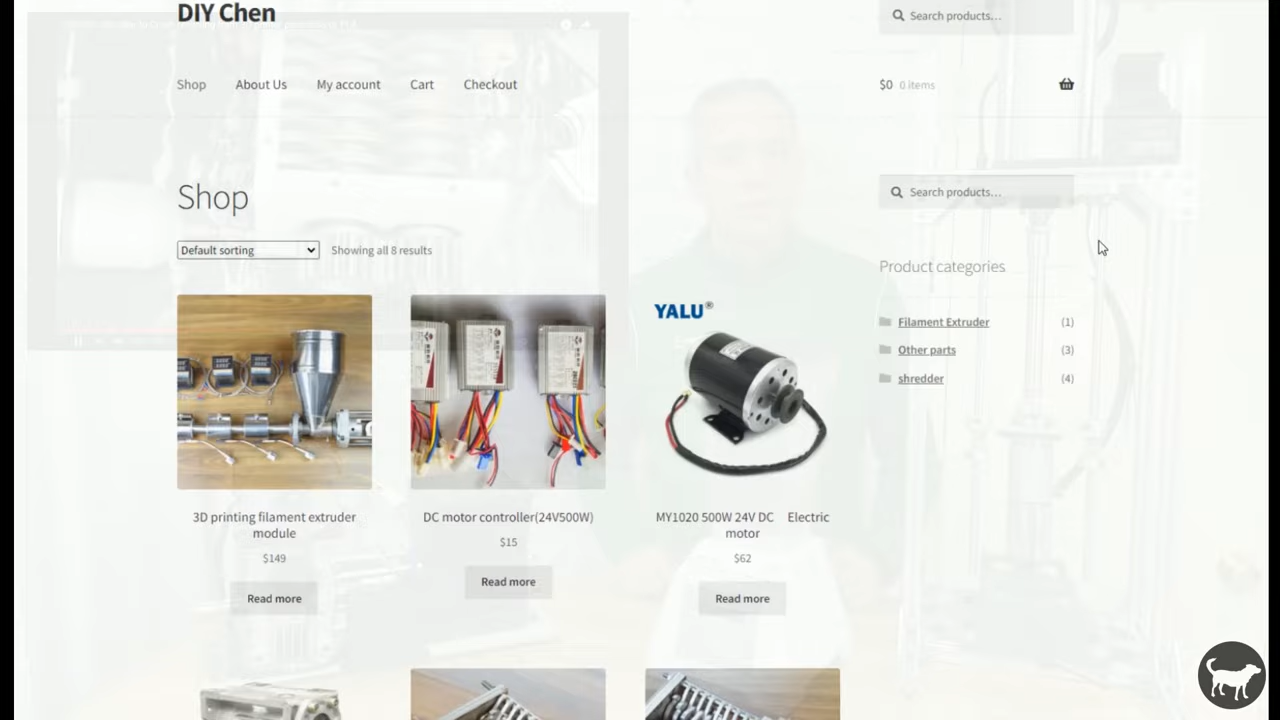 DIY Chen
Search products…
Shop About Us My account Cart Checkout
$0 0 items
Shop
Search products…
Default sorting
Showing all 8 results
Product categories
Filament Extruder (1)
Other parts (3)
shredder (4)
YALU®
3D printing filament extruder
module
$149
Read more
DC motor controller(24V500W)
$15
Read more
MY1020 500W 24V DC Electric
motor
$62
Read more